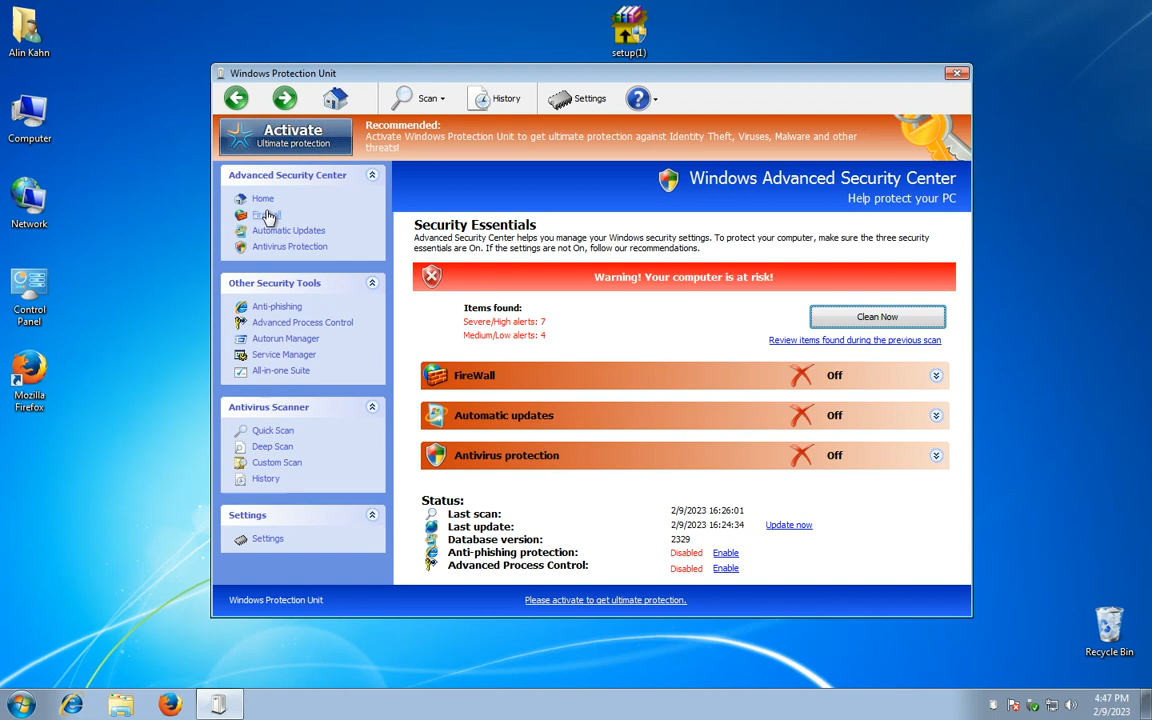 Alin Kahn
Computer
Network
Control
Panel
Mozilla
Firefox
setup(1)
Windows Protection Unit
Scan
History
Settings
?
Activate
Ultimate protection
Recommended:
Activate Windows Protection Unit to get ultimate protection against Identity Theft, Viruses, Malware and other
threats!
Advanced Security Center
Home
Firewall
Automatic Updates
Antivirus Protection
Other Security Tools
Anti-phishing
Advanced Process Control
Autorun Manager
Service Manager
All-in-one Suite
Antivirus Scanner
Quick Scan
Deep Scan
Custom Scan
History
Settings
Settings
Windows Advanced Security Center
Help protect your PC
Security Essentials
Advanced Security Center helps you manage your Windows security settings. To protect your computer, make sure the three security
essentials are On. If the settings are not On, follow our recommendations.
Warning! Your computer is at risk!
Items found:
Severe/High alerts: 7
Medium/Low alerts: 4
Clean Now
Review items found during the previous scan
FireWall Off
Automatic updates Off
Antivirus protection Off
Status:
Last scan: 2/9/2023 16:26:01
Last update: 2/9/2023 16:24:34 Update now
Database version: 2329
Anti-phishing protection: Disabled Enable
Advanced Process Control: Disabled Enable
Windows Protection Unit
Please activate to get ultimate protection.
Recycle Bin
4:47 PM
2/9/2023